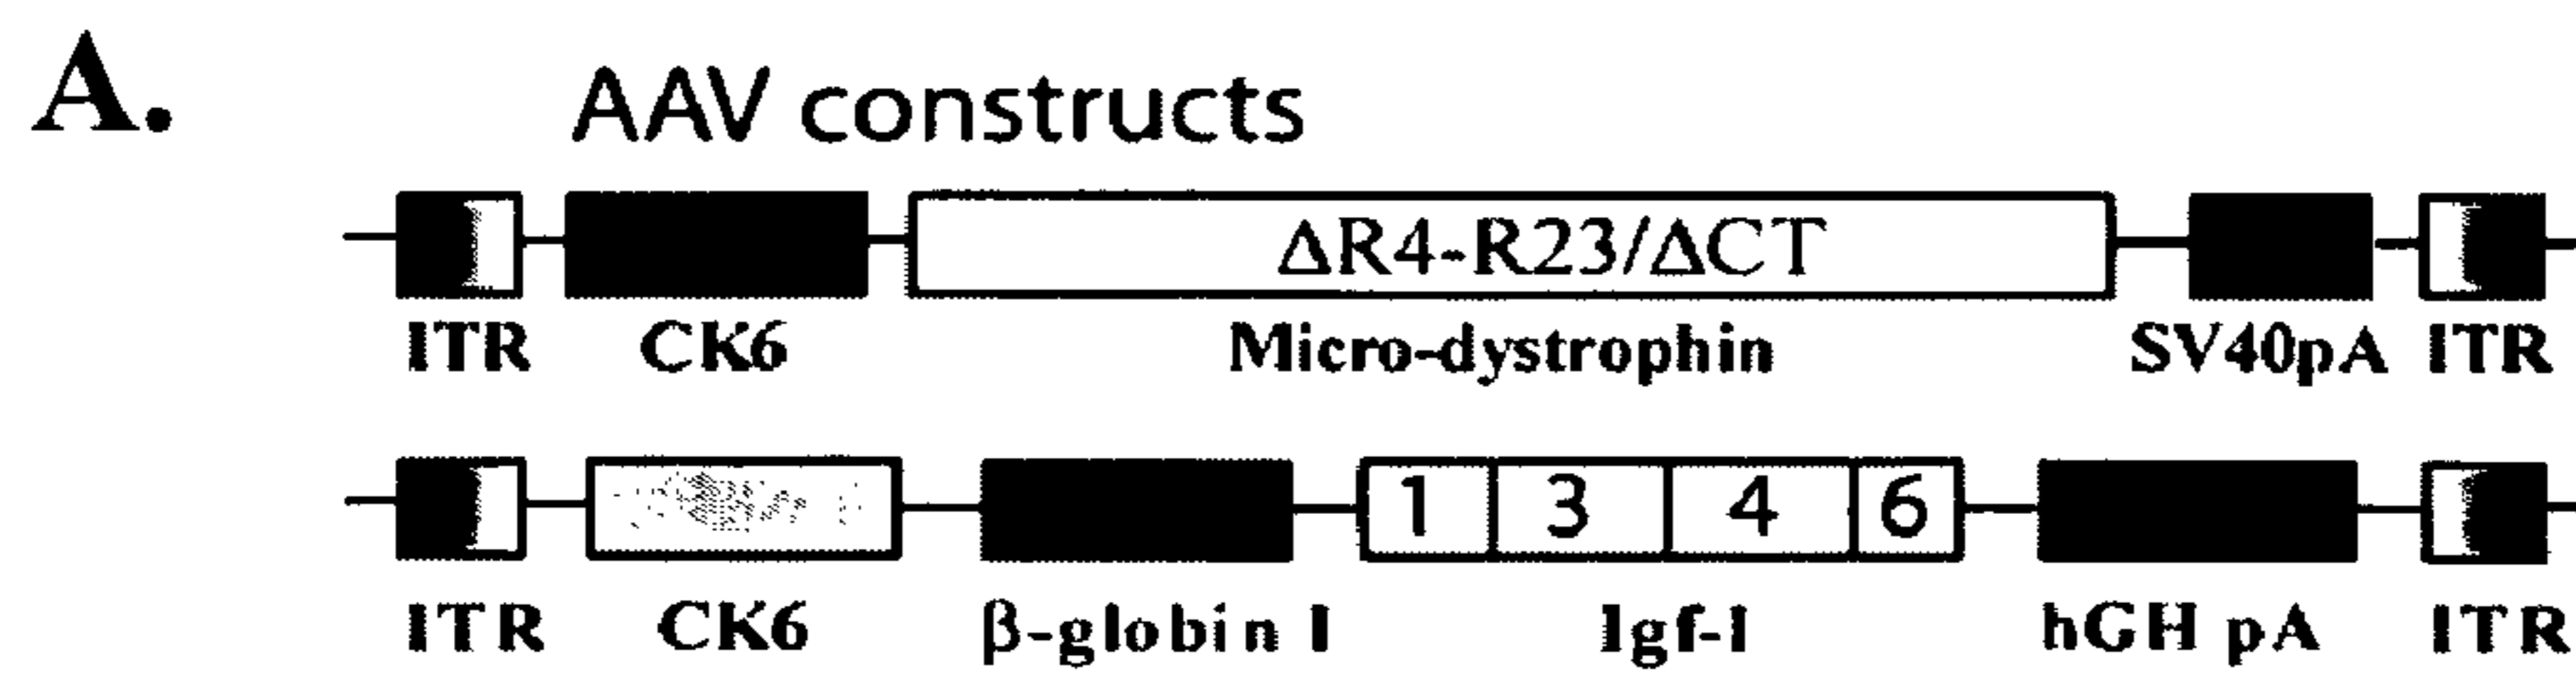 A.
AAV constructs
ΔR4-R23/ΔCT
ITR CK6 Micro-dystrophin SV40pA ITR
1 3 4 6
ITR CK6 β-globin I Igf-I hGH pA ITR